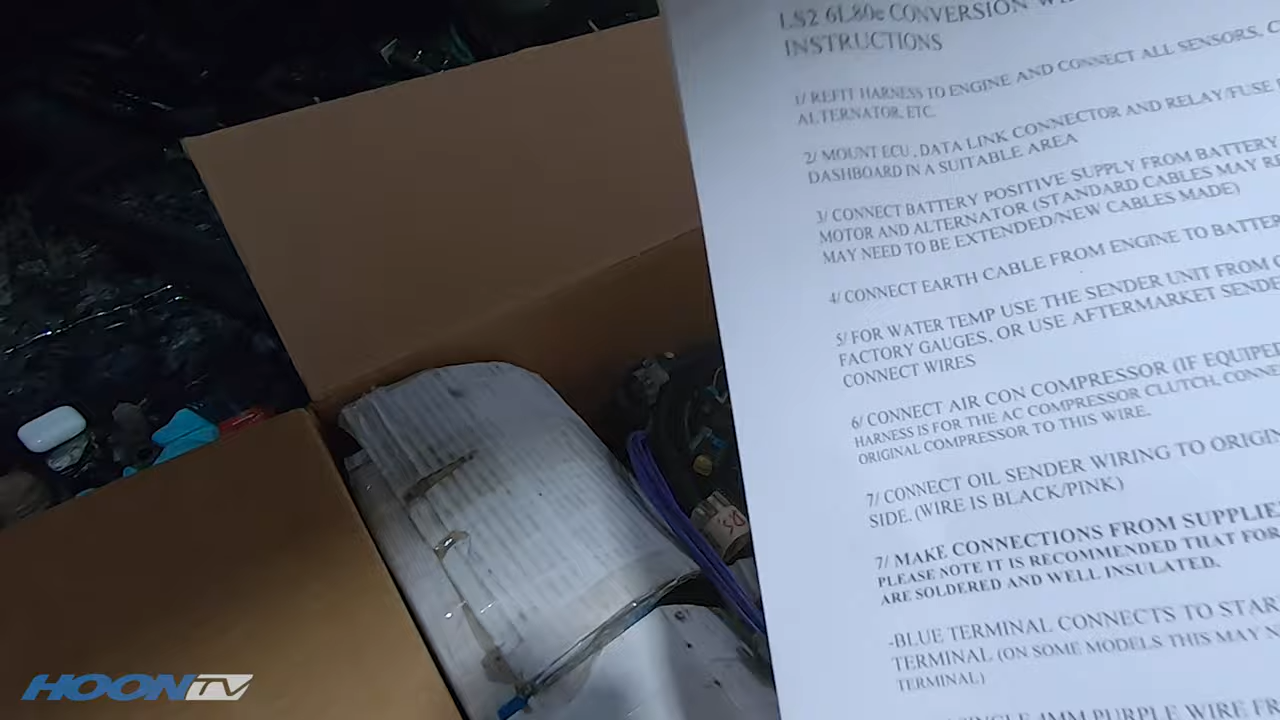 LS2 6L80e CONVERSION
INSTRUCTIONS
1/ REFIT HARNESS TO ENGINE AND CONNECT ALL SENSORS,
ALTERNATOR, ETC.
2/ MOUNT ECU, DATA LINK CONNECTOR AND RELAY/FUSE
DASHBOARD IN A SUITABLE AREA
3/ CONNECT BATTERY POSITIVE SUPPLY FROM BATTERY
MOTOR AND ALTERNATOR (STANDARD CABLES MAY
MAY NEED TO BE EXTENDED/NEW CABLES MADE)
4/ CONNECT EARTH CABLE FROM ENGINE TO
5/ FOR WATER TEMP USE THE SENDER UNIT FROM
FACTORY GAUGES, OR USE AFTERMARKET
CONNECT WIRES
6/ CONNECT AIR CON COMPRESSOR (IF
HARNESS IS FOR THE AC COMPRESSOR CLUTCH.
ORIGINAL COMPRESSOR TO THIS WIRE.
7/ CONNECT OIL SENDER WIRING TO
SIDE. (WIRE IS BLACK/PINK)
7/ MAKE CONNECTIONS FROM
PLEASE NOTE IT IS RECOMMENDED THAT FOR
ARE SOLDERED AND WELL INSULATED.
-BLUE TERMINAL CONNECTS TO
TERMINAL (ON SOME MODELS THIS MAY
TERMINAL)
4MM PURPLE WIRE
HOONTV